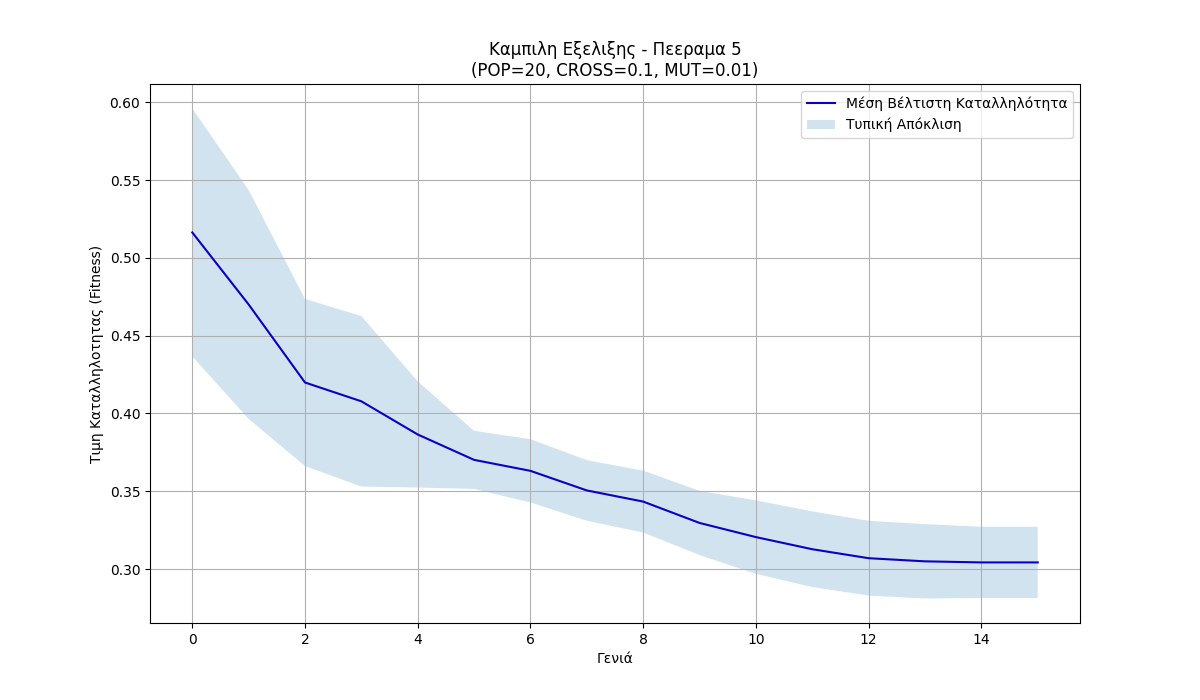 Καμπιλη Εξελιξης - Πεεραμα 5
(POP=20, CROSS=0.1, MUT=0.01)
Μέση Βέλτιστη Καταλληλότητα
Τυπική Απόκλιση
Τιμη Καταλληλοτητας (Fitness)
0.60
0.55
0.50
0.45
0.40
0.35
0.30
0 2 4 6 8 10 12 14
Γενιά